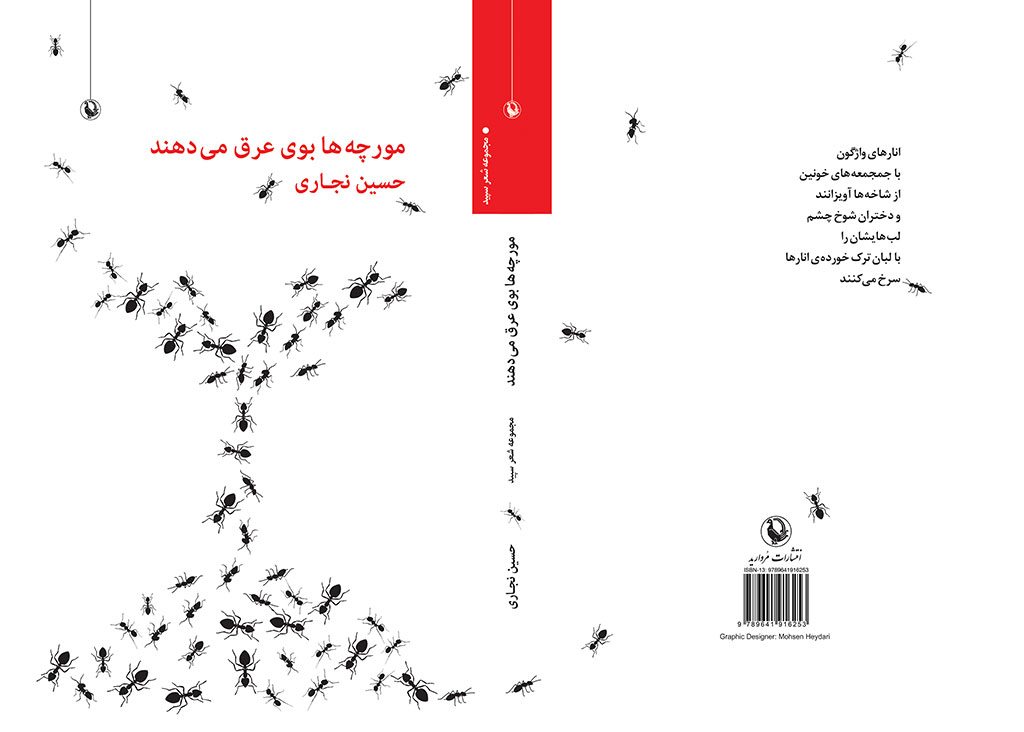 مورچه‌ها بوی عرق می‌دهند
حسین نجاری
مجموعه شعر سپید
مورچه‌ها بوی عرق می‌دهند
مجموعه شعر سپید
حسین نجاری
انارهای واژگون
با جمجمعه‌های خونین
از شاخه‌ها آویزانند
و دختران شوخ چشم
لب‌هایشان را
با لبان ترک خورده‌ی انارها
سرخ می‌کنند
انتشارات مروارید
ISBN-13: 9789641916253
9 789641 916253
Graphic Designer: Mohsen Heydari